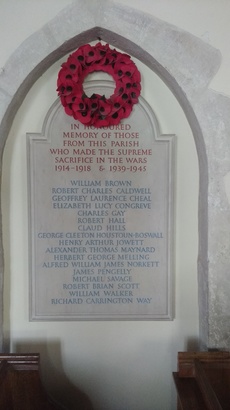 IN HONOURED
MEMORY OF THOSE
FROM THIS PARISH
WHO MADE THE SUPREME
SACRIFICE IN THE WARS
1914-1918 & 1939-1945
WILLIAM BROWN
ROBERT CHARLES CALDWELL
GEOFFREY LAURENCE CHEAL
ELIZABETH LUCY CONGREVE
CHARLES GAY
ROBERT HALL
CLAUD HILLS
GEORGE CLEETON HOUSTOUN-BOSWALL
HENRY ARTHUR JOWETT
ALEXANDER THOMAS MAYNARD
HERBERT GEORGE MELLING
ALFRED WILLIAM JAMES NORKETT
JAMES PENGELLY
MICHAEL SAVAGE
ROBERT BRIAN SCOTT
WILLIAM WALKER
RICHARD CARRINGTON WAY